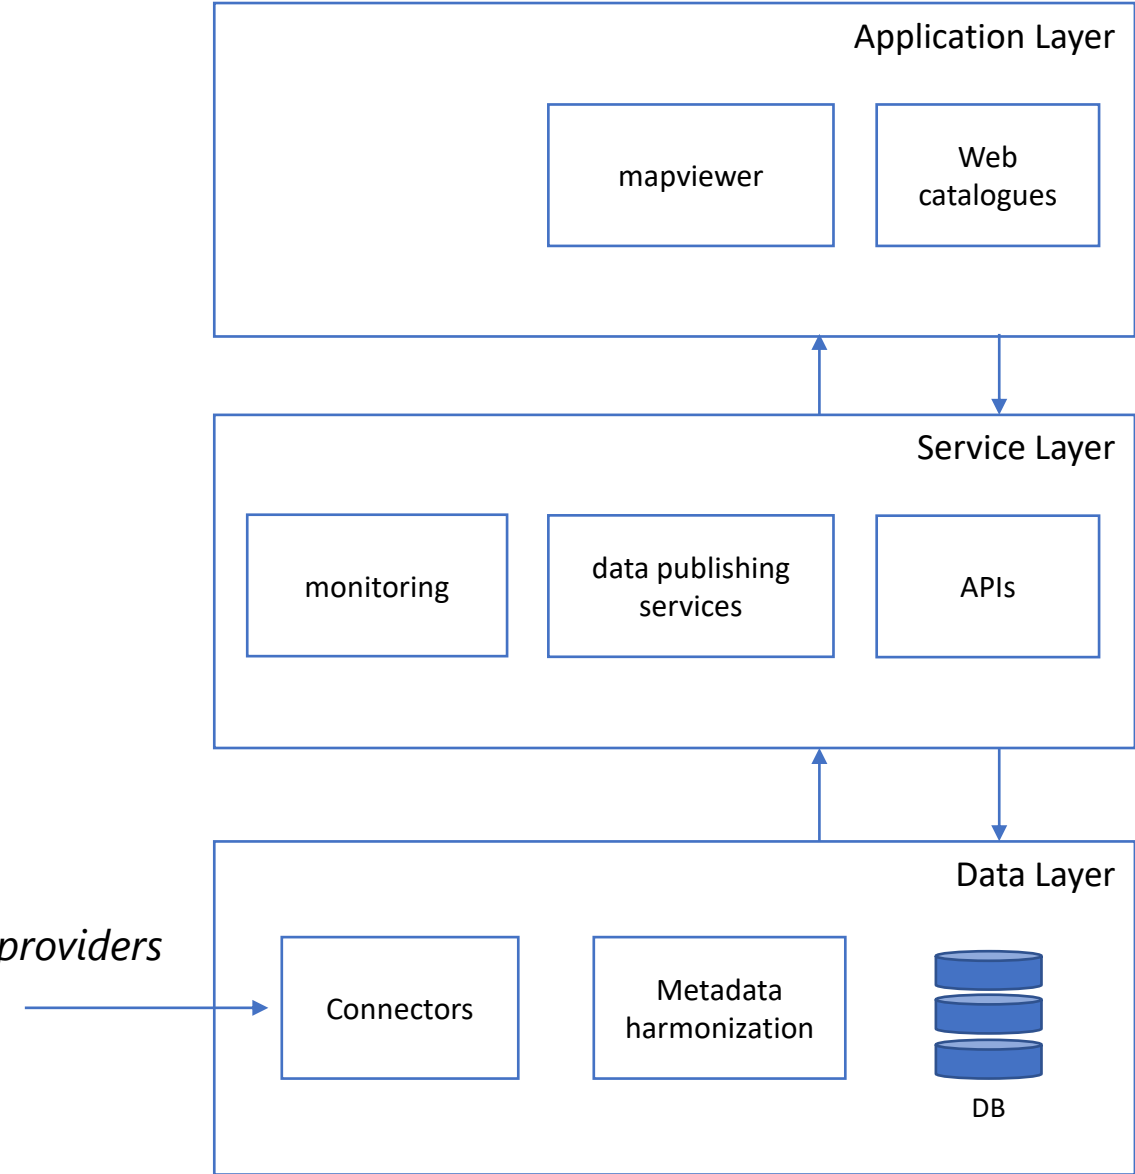 Application Layer
mapviewer
Web
catalogues
Service Layer
monitoring
data publishing
services
APIs
Data Layer
providers
Connectors
Metadata
harmonization
DB